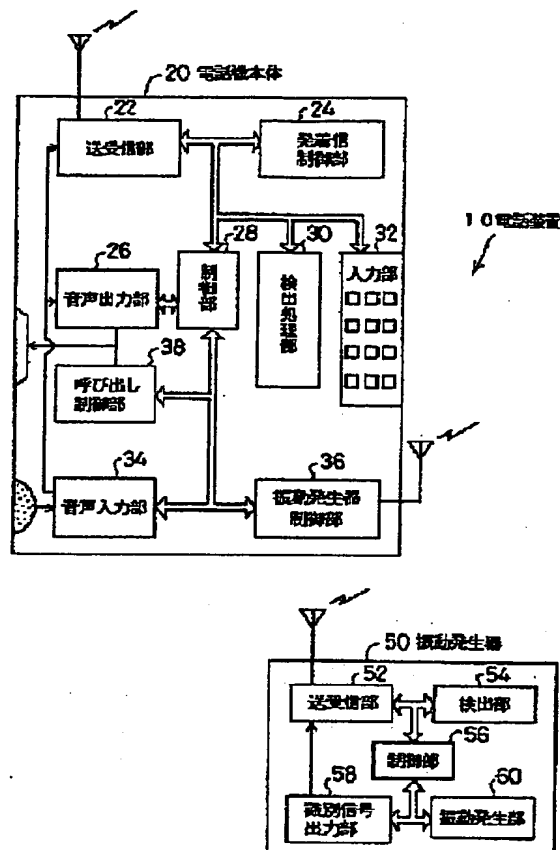 20 電話機本体
22
送受信部
24
発着信
制御部
10 電話装置
26
音声出力部
28
制御部
30
検出処理部
32
入力部
38
呼び出し
制御部
34
音声入力部
36
振動発生器
制御部
50 振動発生器
52
送受信部
54
検出部
56
制御部
58
識別信号
出力部
60
振動発生部